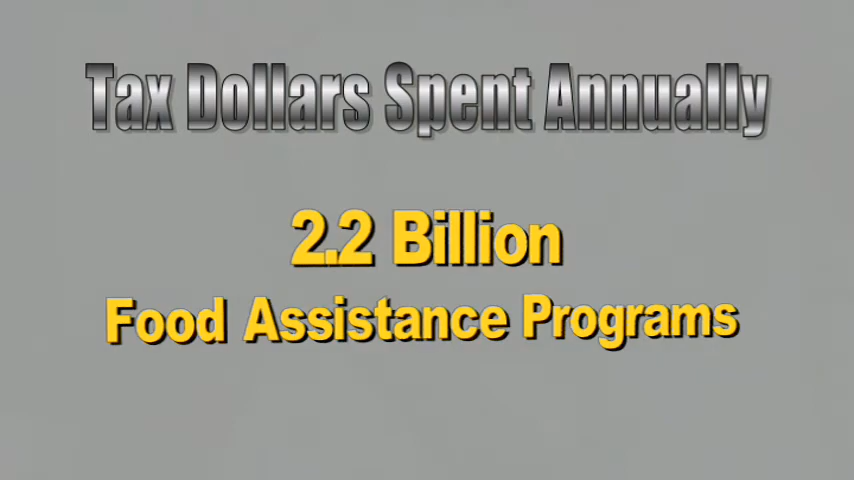 Tax Dollars Spent Annually
2.2 Billion
Food Assistance Programs